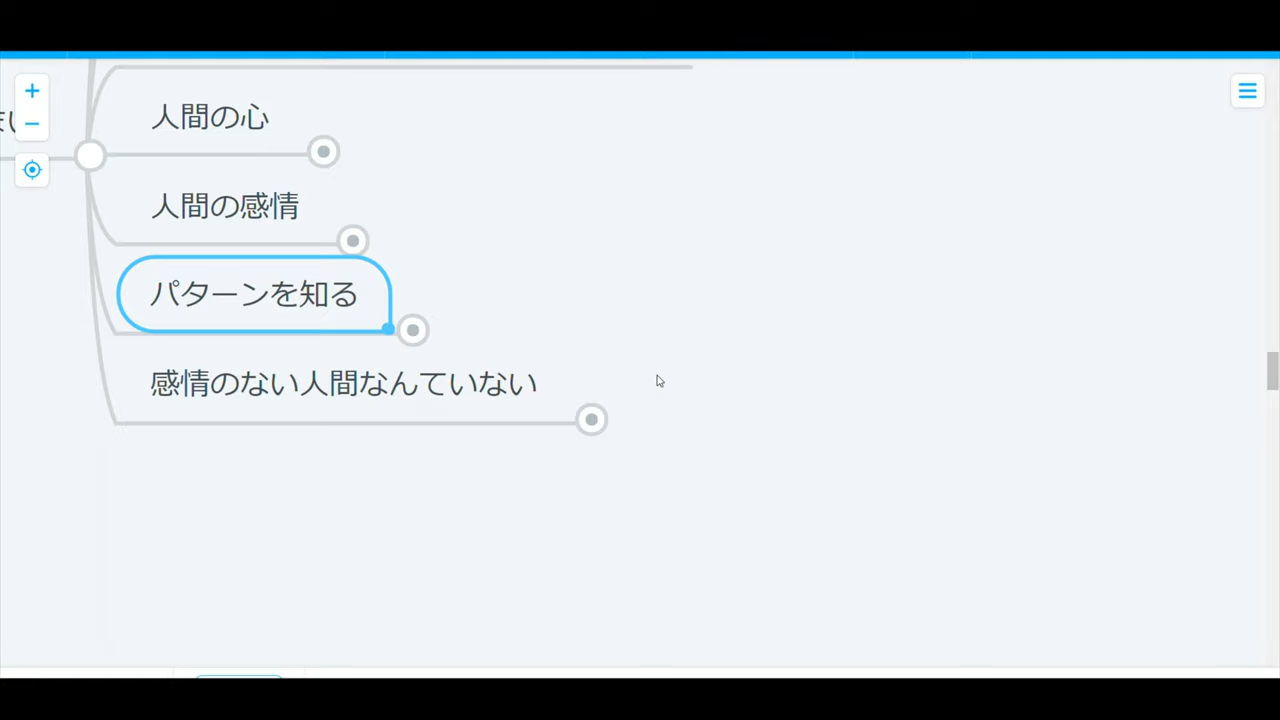 人間の心
人間の感情
パターンを知る
感情のない人間なんていない